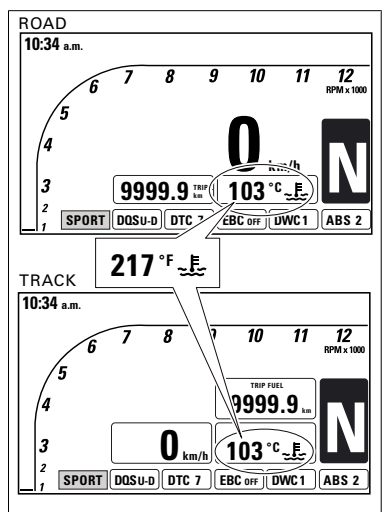 ROAD
10:34 a.m.
6 7 8 9 10 11 12
RPM x 1000
5
4
0 km/h
N
3
9999.9 TRIP km
103 °C
2
1
SPORT DQS U-D DTC 7 EBC OFF DWC 1 ABS 2
217 °F
TRACK
10:34 a.m.
6 7 8 10 11 12
RPM x 1000
5
TRIP FUEL
4
9999.9 km
N
3
0 km/h
103 °C
2
1
SPORT DQS U-D DTC 7 EBC OFF DWC 1 ABS 2